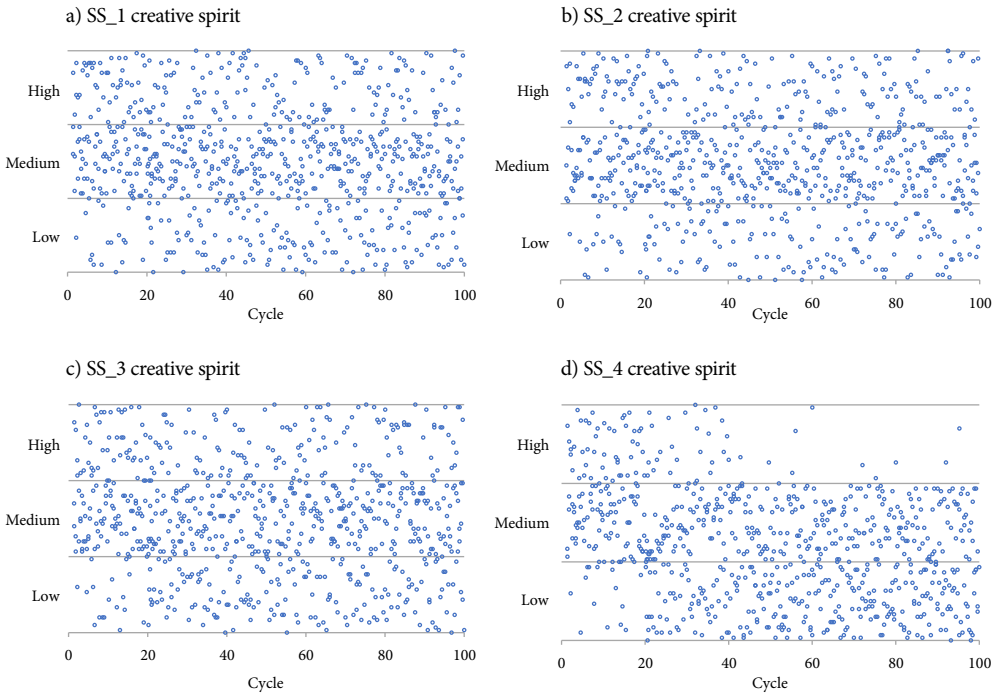 a) SS_1 creative spirit
High
Medium
Low
0 20 40 60 80 100
Cycle
b) SS_2 creative spirit
High
Medium
Low
0 20 40 60 80 100
Cycle
c) SS_3 creative spirit
High
Medium
Low
0 20 40 60 80 100
Cycle
d) SS_4 creative spirit
High
Medium
Low
0 20 40 60 80 100
Cycle